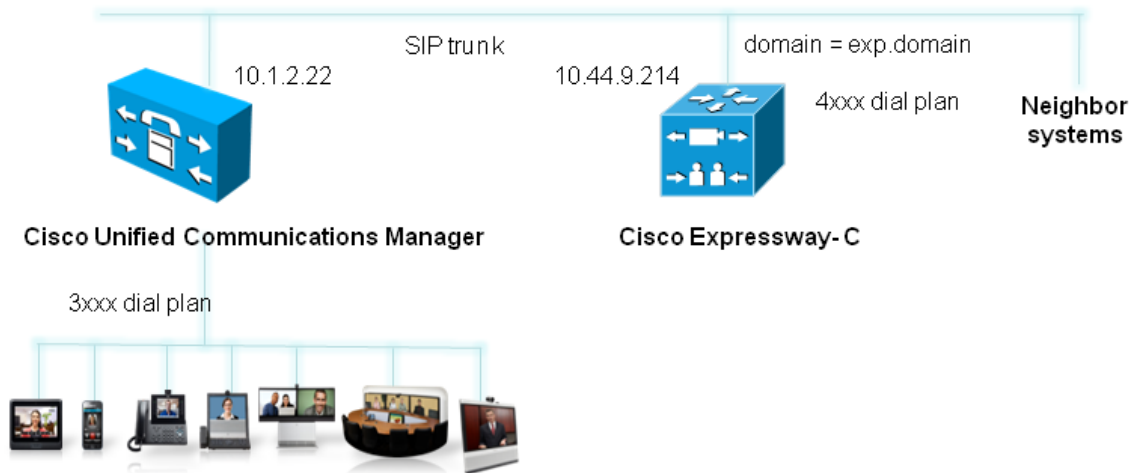 SIP trunk
domain = exp.domain
10.1.2.22
10.44.9.214
4xxx dial plan
Neighbor
systems
Cisco Unified Communications Manager
Cisco Expressway- C
3xxx dial plan